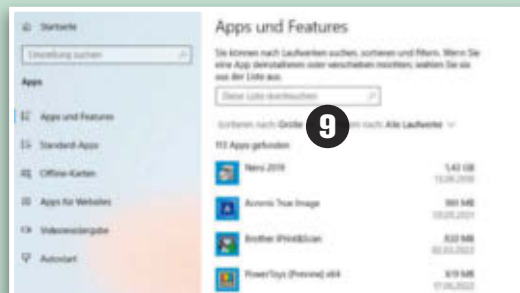 Startseite
Einstellung suchen
Apps
Apps und Features
Standard-Apps
Offline-Karten
Apps für Websites
Videowiedergabe
Autostart
Apps und Features
Sie können nach Laufwerken suchen, sortieren und filtern. Wenn Sie
eine App deinstallieren oder verschieben möchten, wählen Sie sie
aus der Liste aus.
Diese Liste durchsuchen
Sortieren nach: Größe
9
nach: Alle Laufwerke
113 Apps gefunden
Nero 2019
1,43 GB
Acronis True Image
Brother iPrint&Scan
PowerToys (Preview) x64